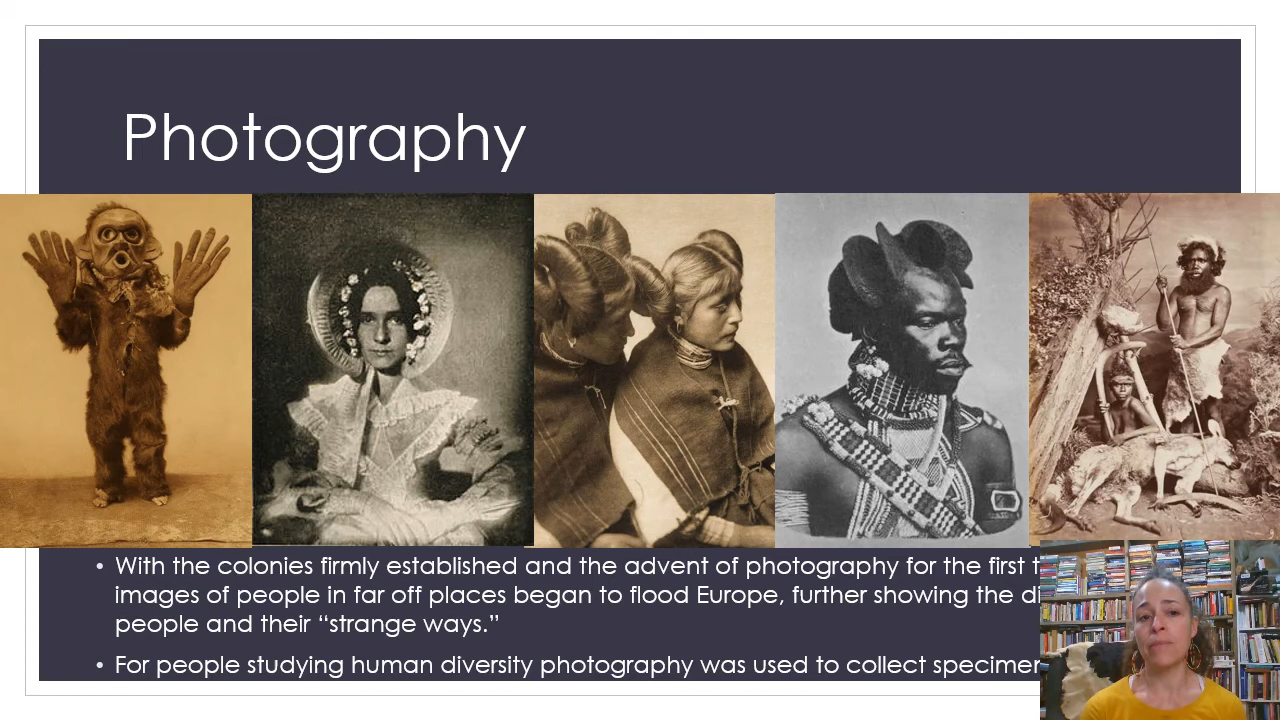 Photography
• With the colonies firmly established and the advent of photography for the first
images of people in far off places began to flood Europe, further showing the
people and their “strange ways.”
• For people studying human diversity photography was used to collect